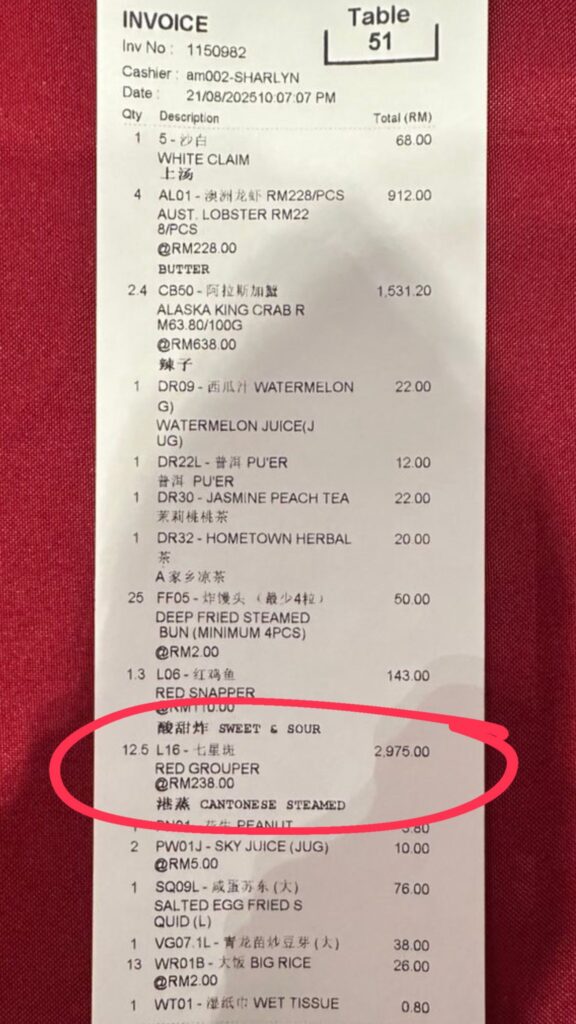 INVOICE
Table
51
Inv No : 1150982
Cashier : am002-SHARLYN
Date : 21/08/202510:07:07 PM
Qty Description Total (RM)
1 5 - 沙白 68.00
WHITE CLAIM
上汤
4 AL01 - 澳洲龙虾 RM228/PCS 912.00
AUST. LOBSTER RM22
8/PCS
@RM228.00
BUTTER
2.4 CB50 - 阿拉斯加蟹 1,531.20
ALASKA KING CRAB R
M63.80/100G
@RM638.00
辣子
1 DR09 - 西瓜汁 WATERMELON 22.00
G)
WATERMELON JUICE(J
UG)
1 DR22L - 普洱 PU'ER 12.00
普洱 PU'ER
1 DR30 - JASMINE PEACH TEA 22.00
茉莉桃桃茶
1 DR32 - HOMETOWN HERBAL 20.00
茶
A 家乡凉茶
25 FF05 - 炸馒头 （最少4粒） 50.00
DEEP FRIED STEAMED
BUN (MINIMUM 4PCS)
@RM2.00
1.3 L06 - 红鸡鱼 143.00
RED SNAPPER
@RM110.00
酸甜炸 SWEET & SOUR
12.5 L16 - 七星斑 2,975.00
RED GROUPER
@RM238.00
港蒸 CANTONESE STEAMED
1 PN01 - 花生 PEANUT 3.80
2 PW01J - SKY JUICE (JUG) 10.00
@RM5.00
1 SQ09L - 咸蛋苏东 (大) 76.00
SALTED EGG FRIED S
QUID (L)
1 VG07.1L - 青龙苗炒豆芽 (大) 38.00
13 WR01B - 大饭 BIG RICE 26.00
@RM2.00
1 WT01 - 湿纸巾 WET TISSUE 0.80